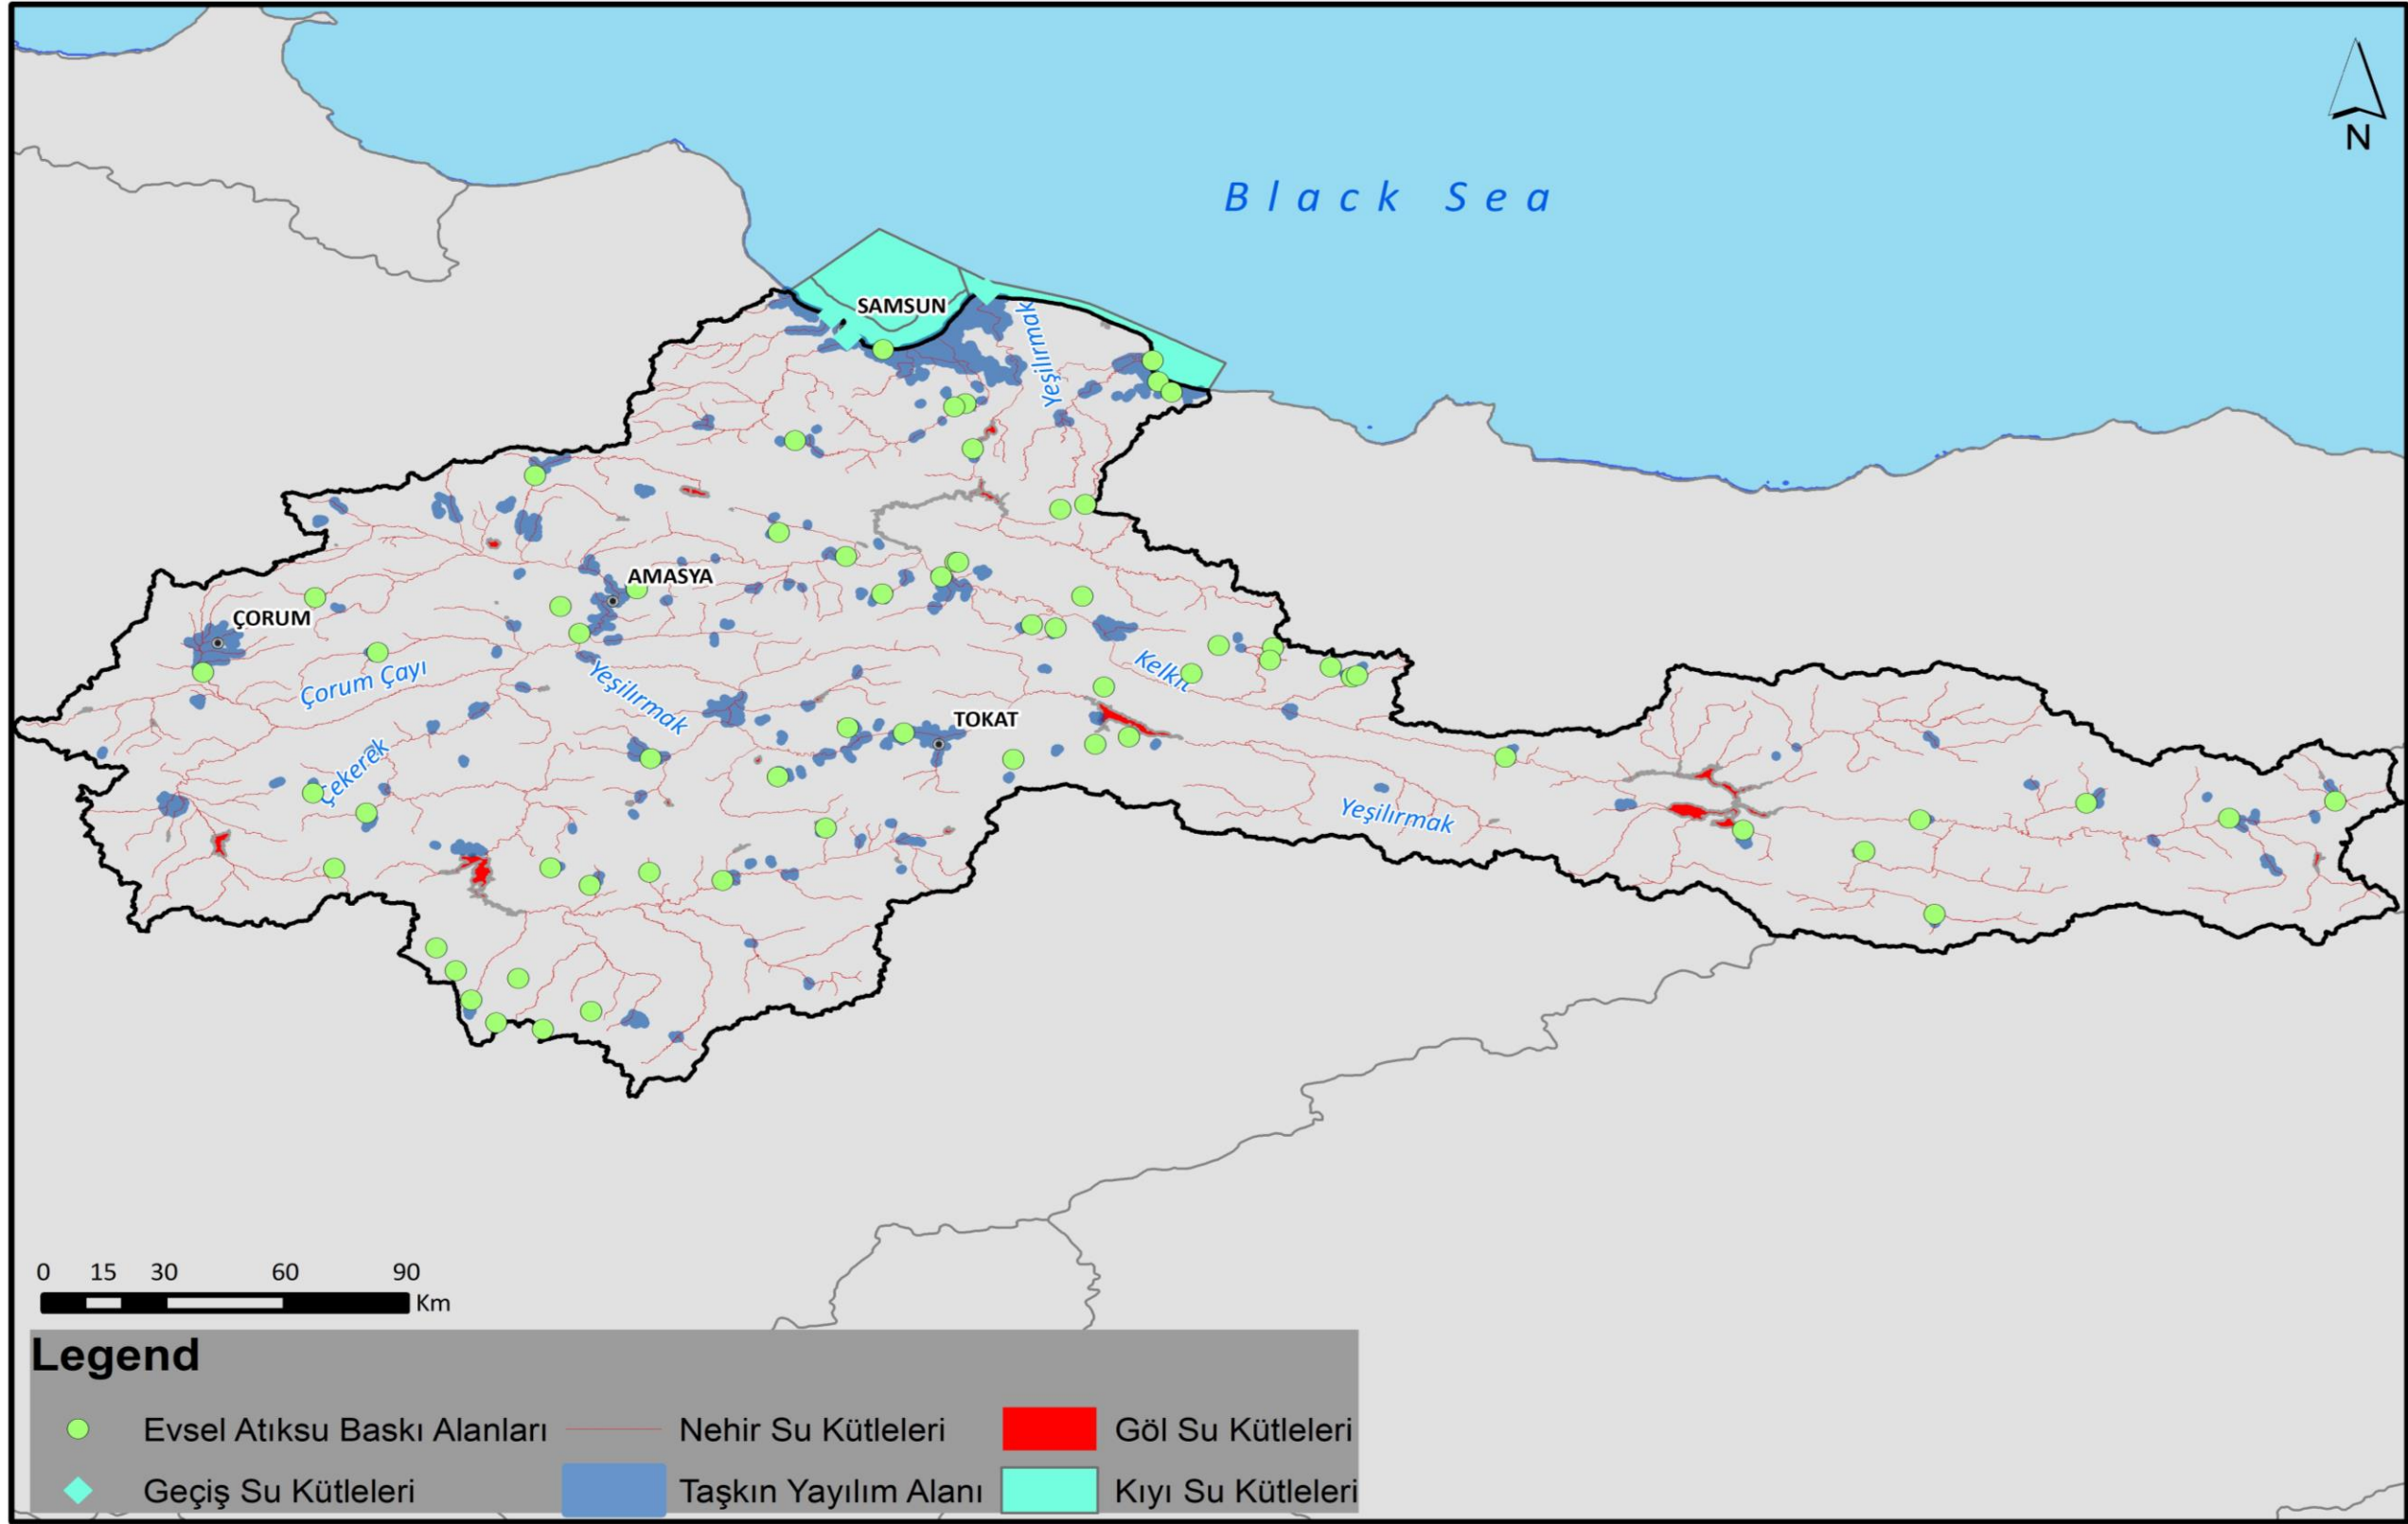 N
Black Sea
SAMSUN
Yeşilırmak
AMASYA
ÇORUM
Çorum Çayı
Yeşilırmak
Kelkit
TOKAT
Çekerek
Yeşilırmak
0 15 30 60 90
Km
Legend
Evsel Atıksu Baskı Alanları
Nehir Su Kütleleri
Göl Su Kütleleri
Geçiş Su Kütleleri
Taşkın Yayılım Alanı
Kıyı Su Kütleleri